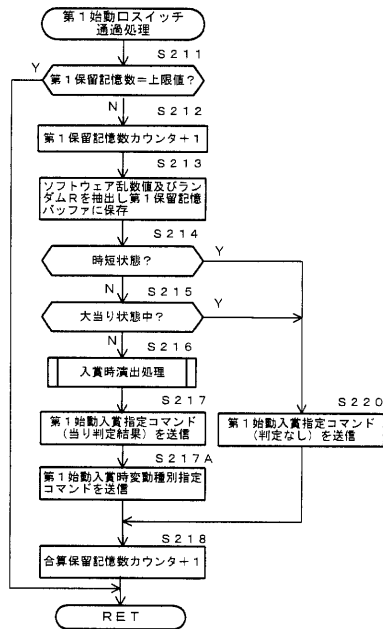 第１始動口スイッチ
通過処理
Ｓ２１１
Ｙ
第１保留記憶数＝上限値？
Ｎ
Ｓ２１２
第１保留記憶数カウンタ＋１
Ｓ２１３
ソフトウェア乱数値及びラン
ダムＲを抽出し第１保留記憶
バッファに保存
Ｓ２１４
時短状態？
Ｙ
Ｎ
Ｓ２１５
大当り状態中？
Ｙ
Ｎ
Ｓ２１６
入賞時演出処理
Ｓ２１７
第１始動入賞指定コマンド
（当り判定結果）を送信
Ｓ２２０
第１始動入賞指定コマンド
（判定なし）を送信
Ｓ２１７Ａ
第１始動入賞時変動種別指定
コマンドを送信
Ｓ２１８
合算保留記憶数カウンタ＋１
ＲＥＴ